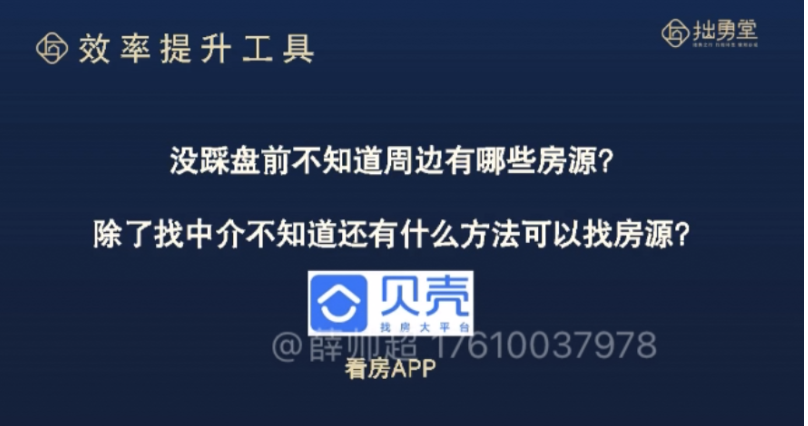 效率提升工具
拙勇堂
没踩盘前不知道周边有哪些房源?
除了找中介不知道还有什么方法可以找房源?
贝壳
找房大平台
@薛帅超 17610037978
看房APP